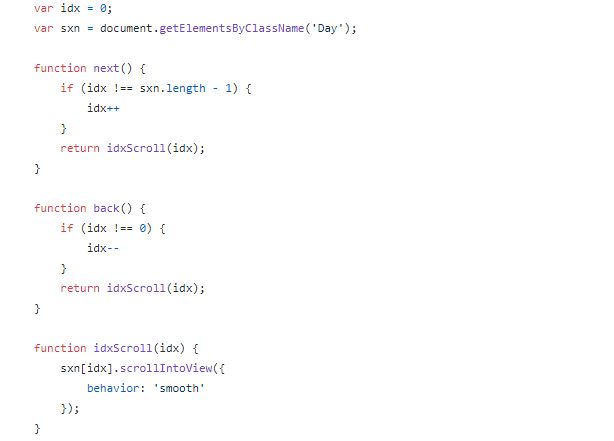 var idx = 0;
var sxn = document.getElementsByClassName('Day');
function next() {
if (idx !== sxn.length - 1) {
idx++
}
return idxScroll(idx);
}
function back() {
if (idx !== 0) {
idx--
}
return idxScroll(idx);
}
function idxScroll(idx) {
sxn[idx].scrollIntoView({
behavior: 'smooth'
});
}